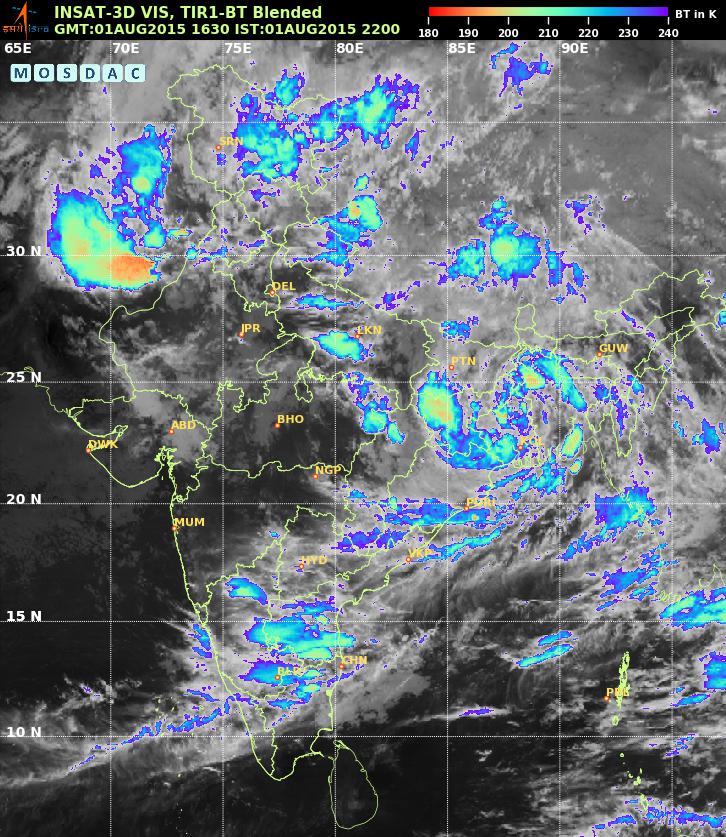 INSAT-3D VIS, TIR1-BT Blended
GMT:01AUG2015 1630 IST:01AUG2015 2200
BT in K
180 190 200 210 220 230 240
65E 70E 75E 80E 85E 90E
MOSDAC
SRN
30 N
DEL
JPR LKN
GUW
PTN
25 N
ABD BHO
DWK
NGP
20 N
MUM
VKP
HYD
15 N
CHN
10 N